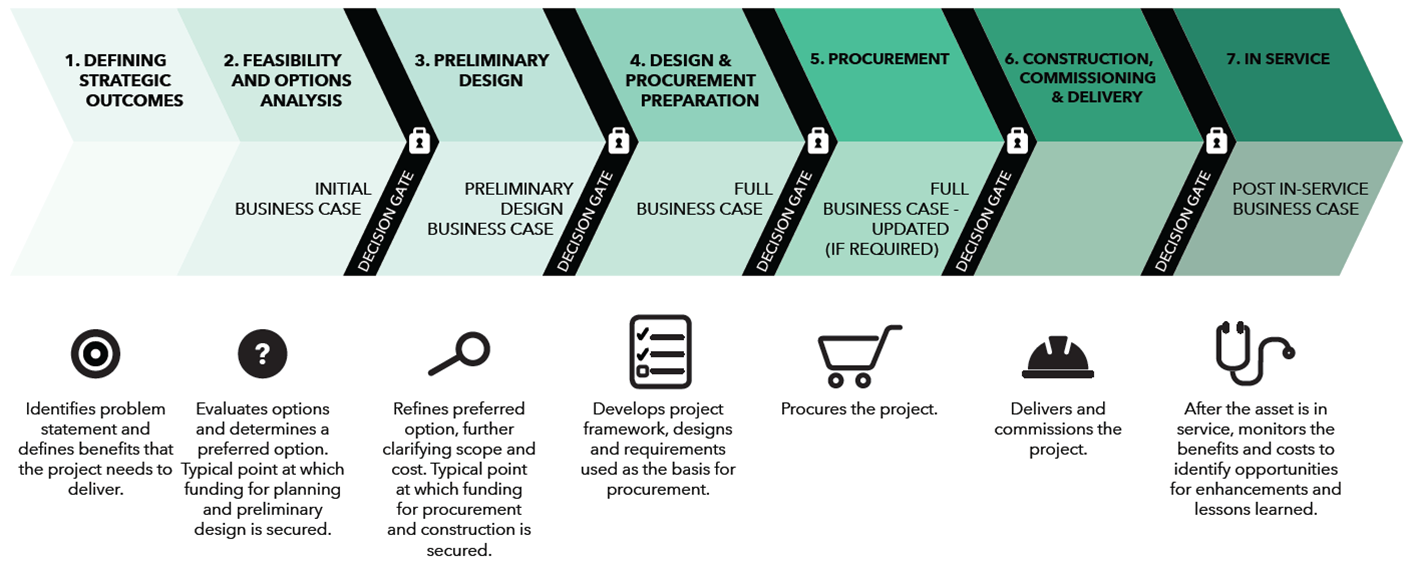 1. DEFINING
STRATEGIC
OUTCOMES
2. FEASIBILITY
AND OPTIONS
ANALYSIS
3. PRELIMINARY
DESIGN
4. DESIGN &
PROCUREMENT
PREPARATION
5. PROCUREMENT
6. CONSTRUCTION,
COMMISSIONING
& DELIVERY
7. IN SERVICE
INITIAL
BUSINESS CASE
DECISION GATE
PRELIMINARY
DESIGN
BUSINESS CASE
DECISION GATE
FULL
BUSINESS CASE
DECISION GATE
FULL
BUSINESS CASE -
UPDATED
(IF REQUIRED)
DECISION GATE
DECISION GATE
POST IN-SERVICE
BUSINESS CASE
?
Identifies problem
statement and
defines benefits that
the project needs to
deliver.
Evaluates options
and determines a
preferred option.
Typical point at which
funding for planning
and preliminary
design is secured.
Refines preferred
option, further
clarifying scope and
cost. Typical point
at which funding
for procurement
and construction is
secured.
Develops project
framework, designs
and requirements
used as the basis for
procurement.
Procures the project.
Delivers and
commissions the
project.
After the asset is in
service, monitors the
benefits and costs to
identify opportunities
for enhancements and
lessons learned.